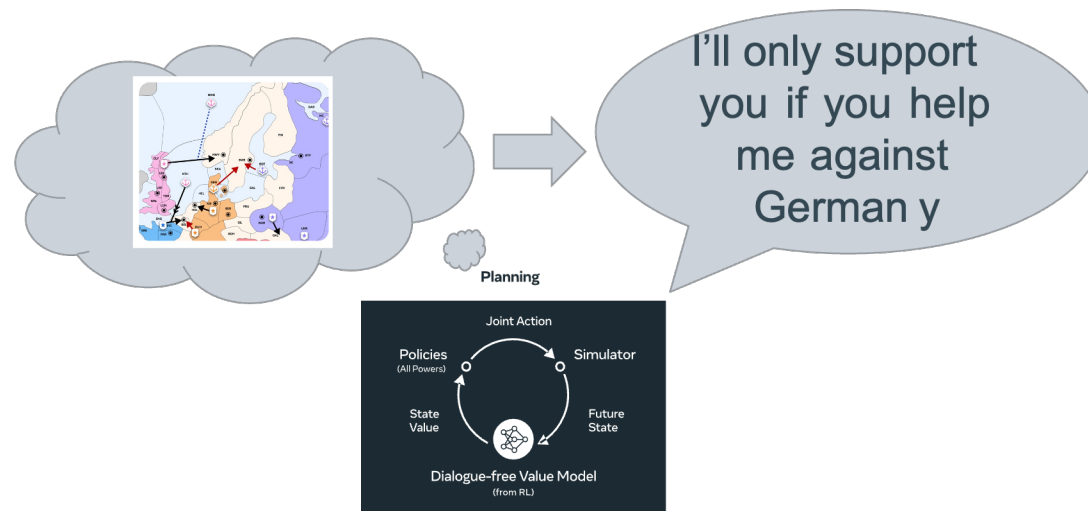 I'll only support
you if you help
me against
German y
Planning
Joint Action
Policies
(All Powers)
Simulator
State
Value
Future
State
Dialogue-free Value Model
(from RL)